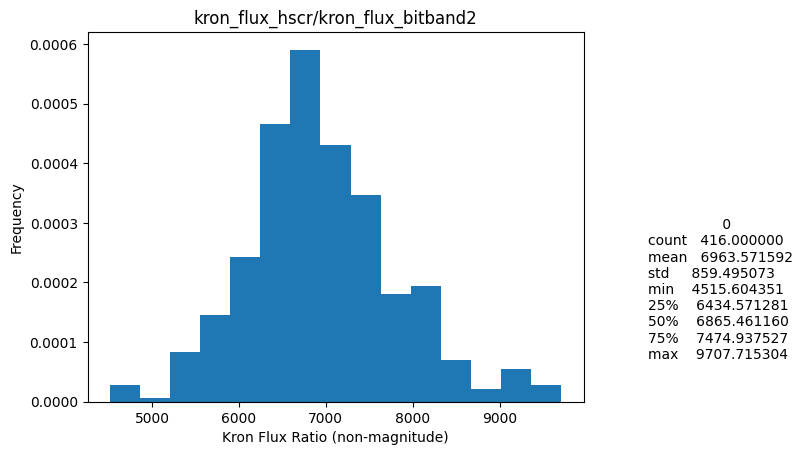 kron_flux_hscr/kron_flux_bitband2
0.0006
0.0005
0.0004
0.0003
0.0002
0.0001
0.0000
Frequency
5000 6000 7000 8000 9000
Kron Flux Ratio (non-magnitude)
0
count 416.000000
mean 6963.571592
std 859.495073
min 4515.604351
25% 6434.571281
50% 6865.461160
75% 7474.937527
max 9707.715304